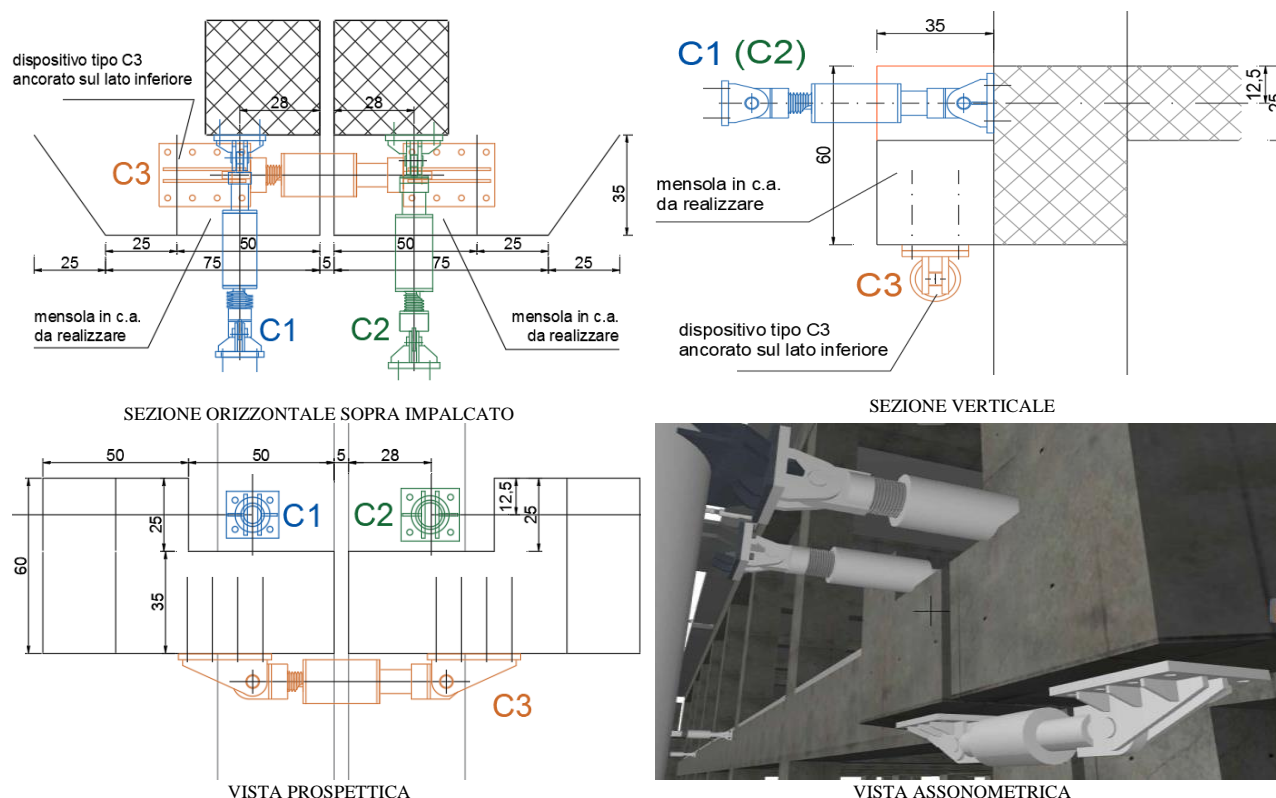 dispositivo tipo C3
ancorato sul lato inferiore
28
28
C3
35
25
50
50
25
25
75
5
75
25
mensola in c.a.
da realizzare
C1
C2
mensola in c.a.
da realizzare
SEZIONE ORIZZONTALE SOPRA IMPALCATO
35
C1 (C2)
12,5
25
60
mensola in c.a.
da realizzare
C3
dispositivo tipo C3
ancorato sul lato inferiore
SEZIONE VERTICALE
50
50
5
28
60
25
C1
C2
12,5
25
35
C3
VISTA PROSPETTICA
VISTA ASSONOMETRICA